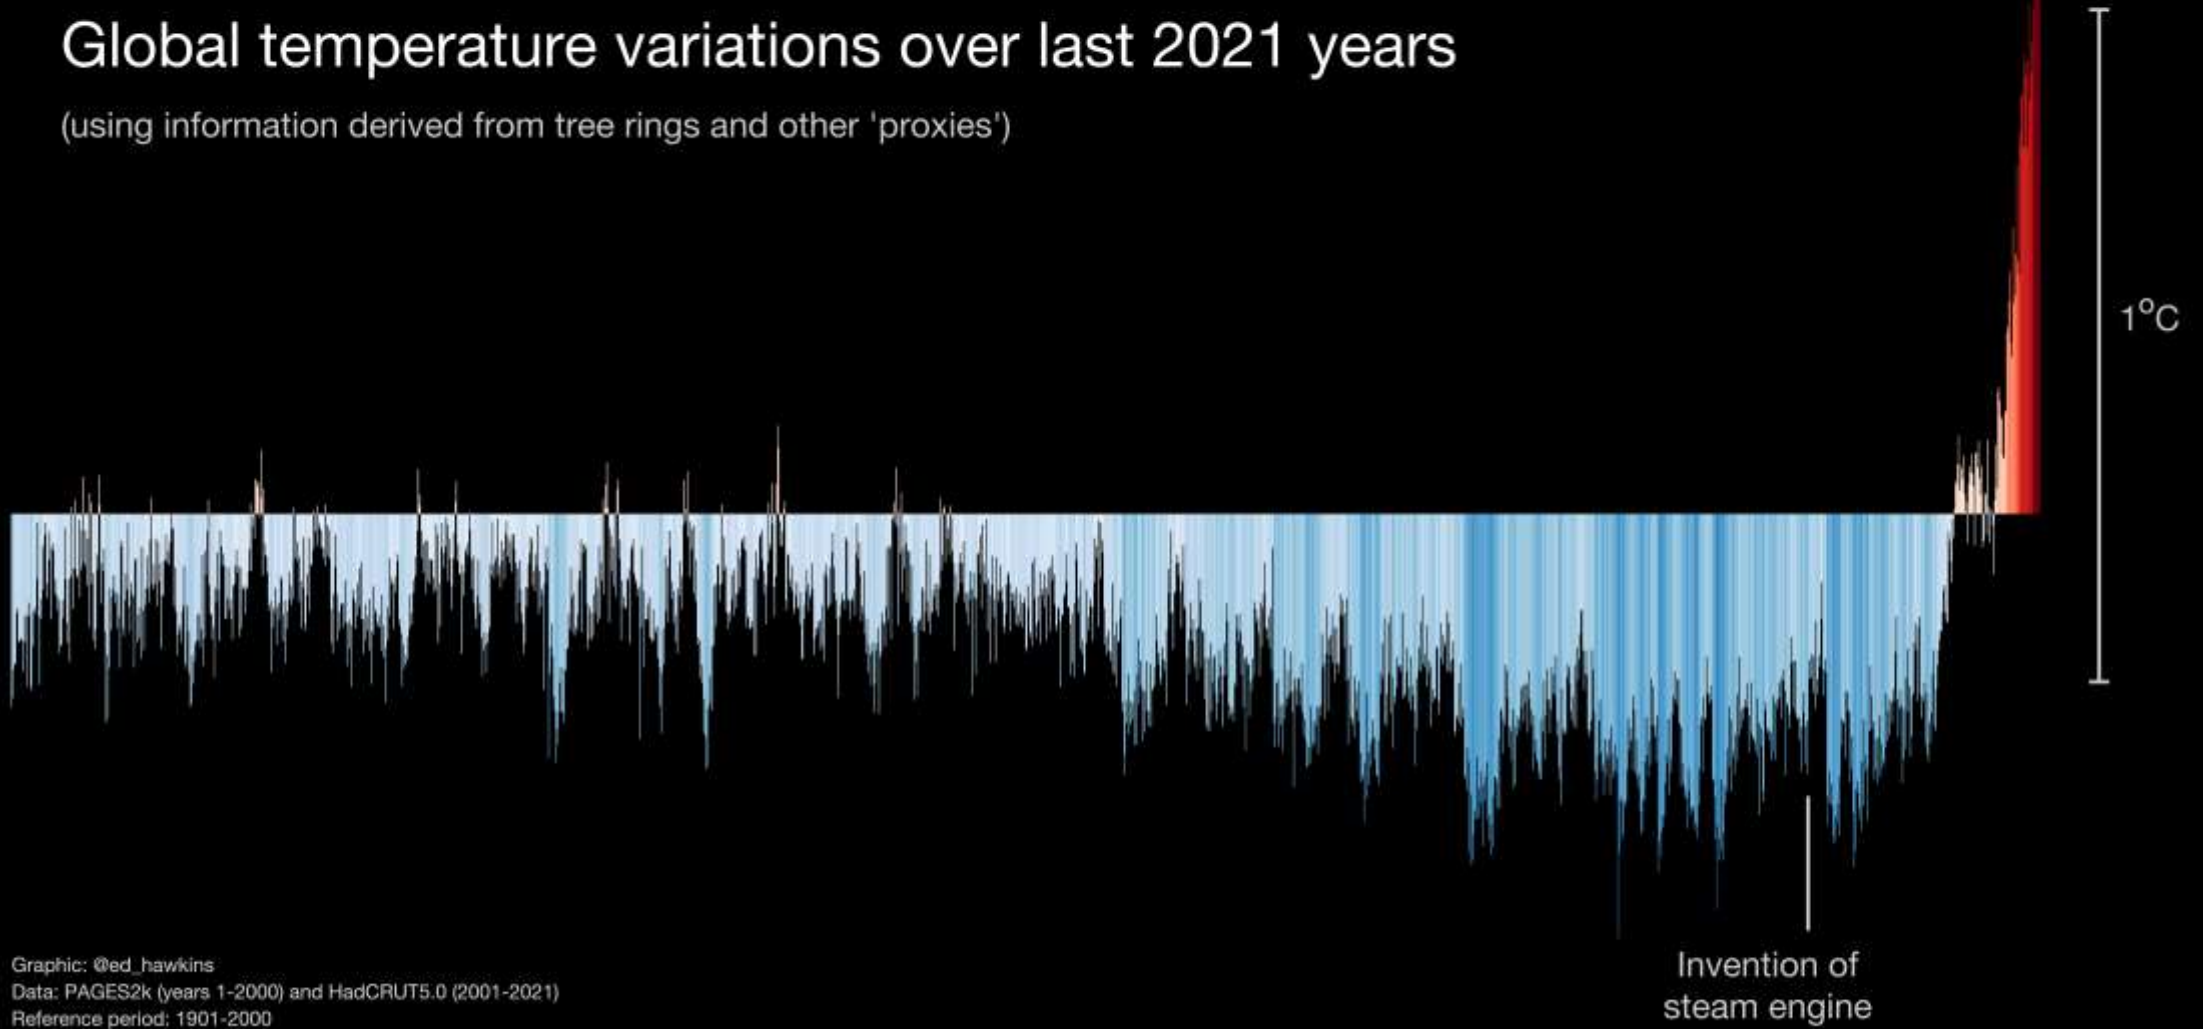 Global temperature variations over last 2021 years
(using information derived from tree rings and other 'proxies')
1°C
Invention of
steam engine
Graphic: @ed_hawkins
Data: PAGES2k (years 1-2000) and HadCRUT5.0 (2001-2021)
Reference period: 1901-2000